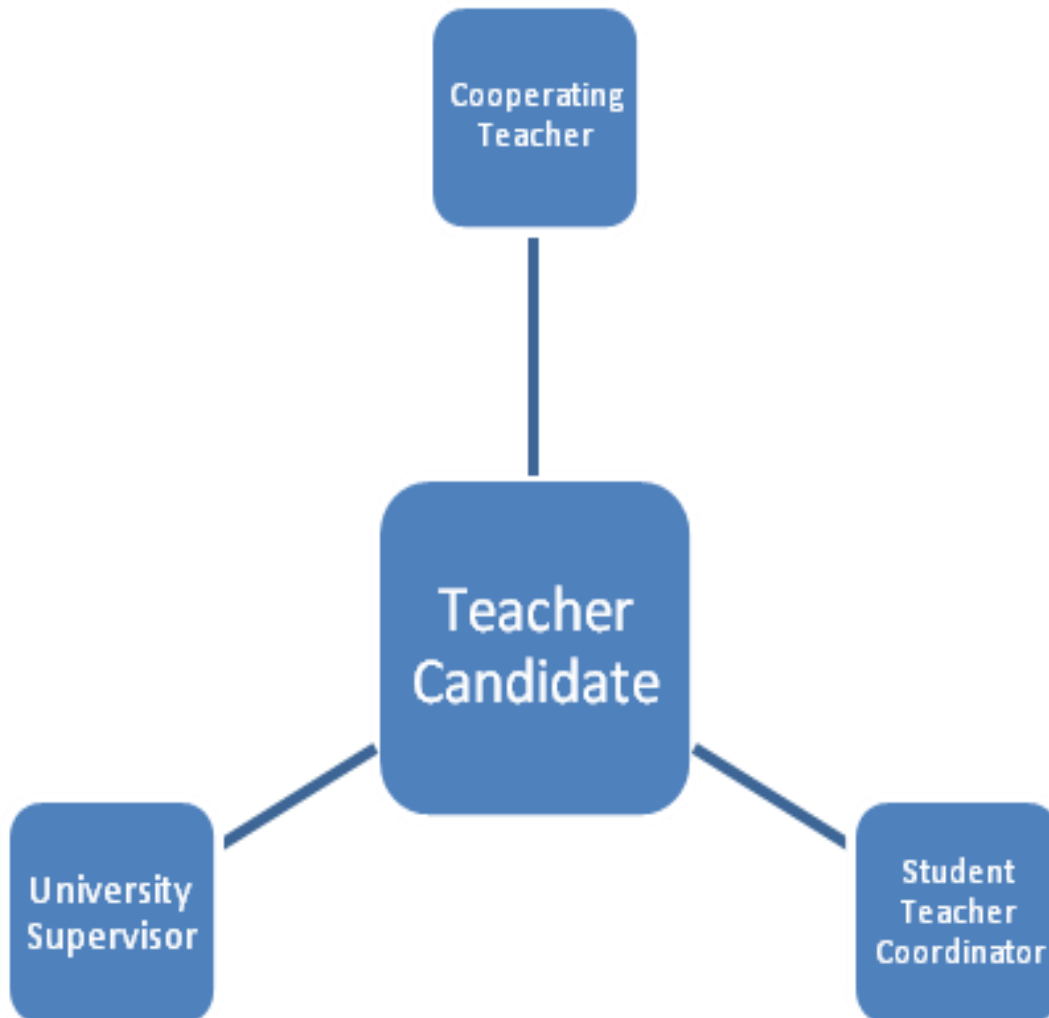 Cooperating
Teacher
Teacher
Candidate
University
Supervisor
Student
Teacher
Coordinator